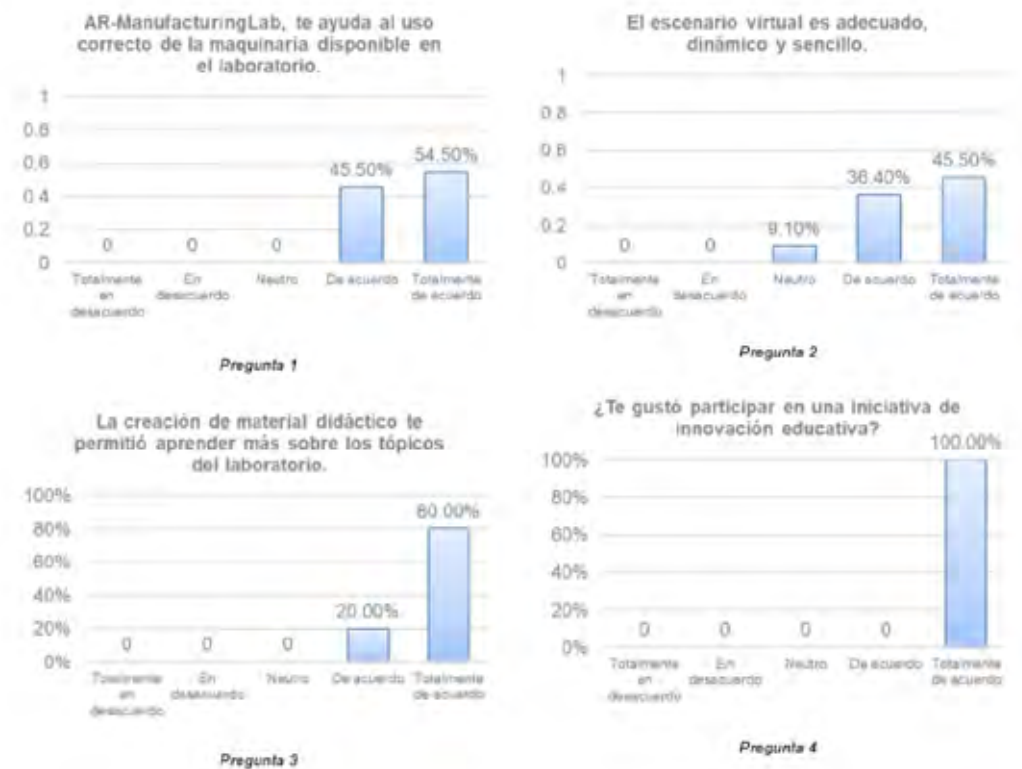 AR-ManufacturingLab, te ayuda al uso
correcto de la maquinaria disponible en
el laboratorio.
1
0.8
0.6
0.4
0.2
0
0
0
0
45.50%
54.50%
Totalmente
en
desacuerdo
En
desacuerdo
Neutro
De acuerdo
Totalmente
de acuerdo
Pregunta 1
El escenario virtual es adecuado,
dinámico y sencillo.
1
0.8
0.6
0.4
0.2
0
0
0
9.10%
36.40%
45.50%
Totalmente
en
desacuerdo
En
desacuerdo
Neutro
De acuerdo
Totalmente
de acuerdo
Pregunta 2
La creación de material didáctico te
permitió aprender más sobre los tópicos
del laboratorio.
100%
80%
60%
40%
20%
0%
0
0
0
20.00%
80.00%
Totalmente
en
desacuerdo
En
desacuerdo
Neutro
De acuerdo
Totalmente
de acuerdo
Pregunta 3
¿Te gustó participar en una iniciativa de
innovación educativa?
100%
80%
60%
40%
20%
0%
0
0
0
0
100.00%
Totalmente
en
desacuerdo
En
desacuerdo
Neutro
De acuerdo
Totalmente
de acuerdo
Pregunta 4